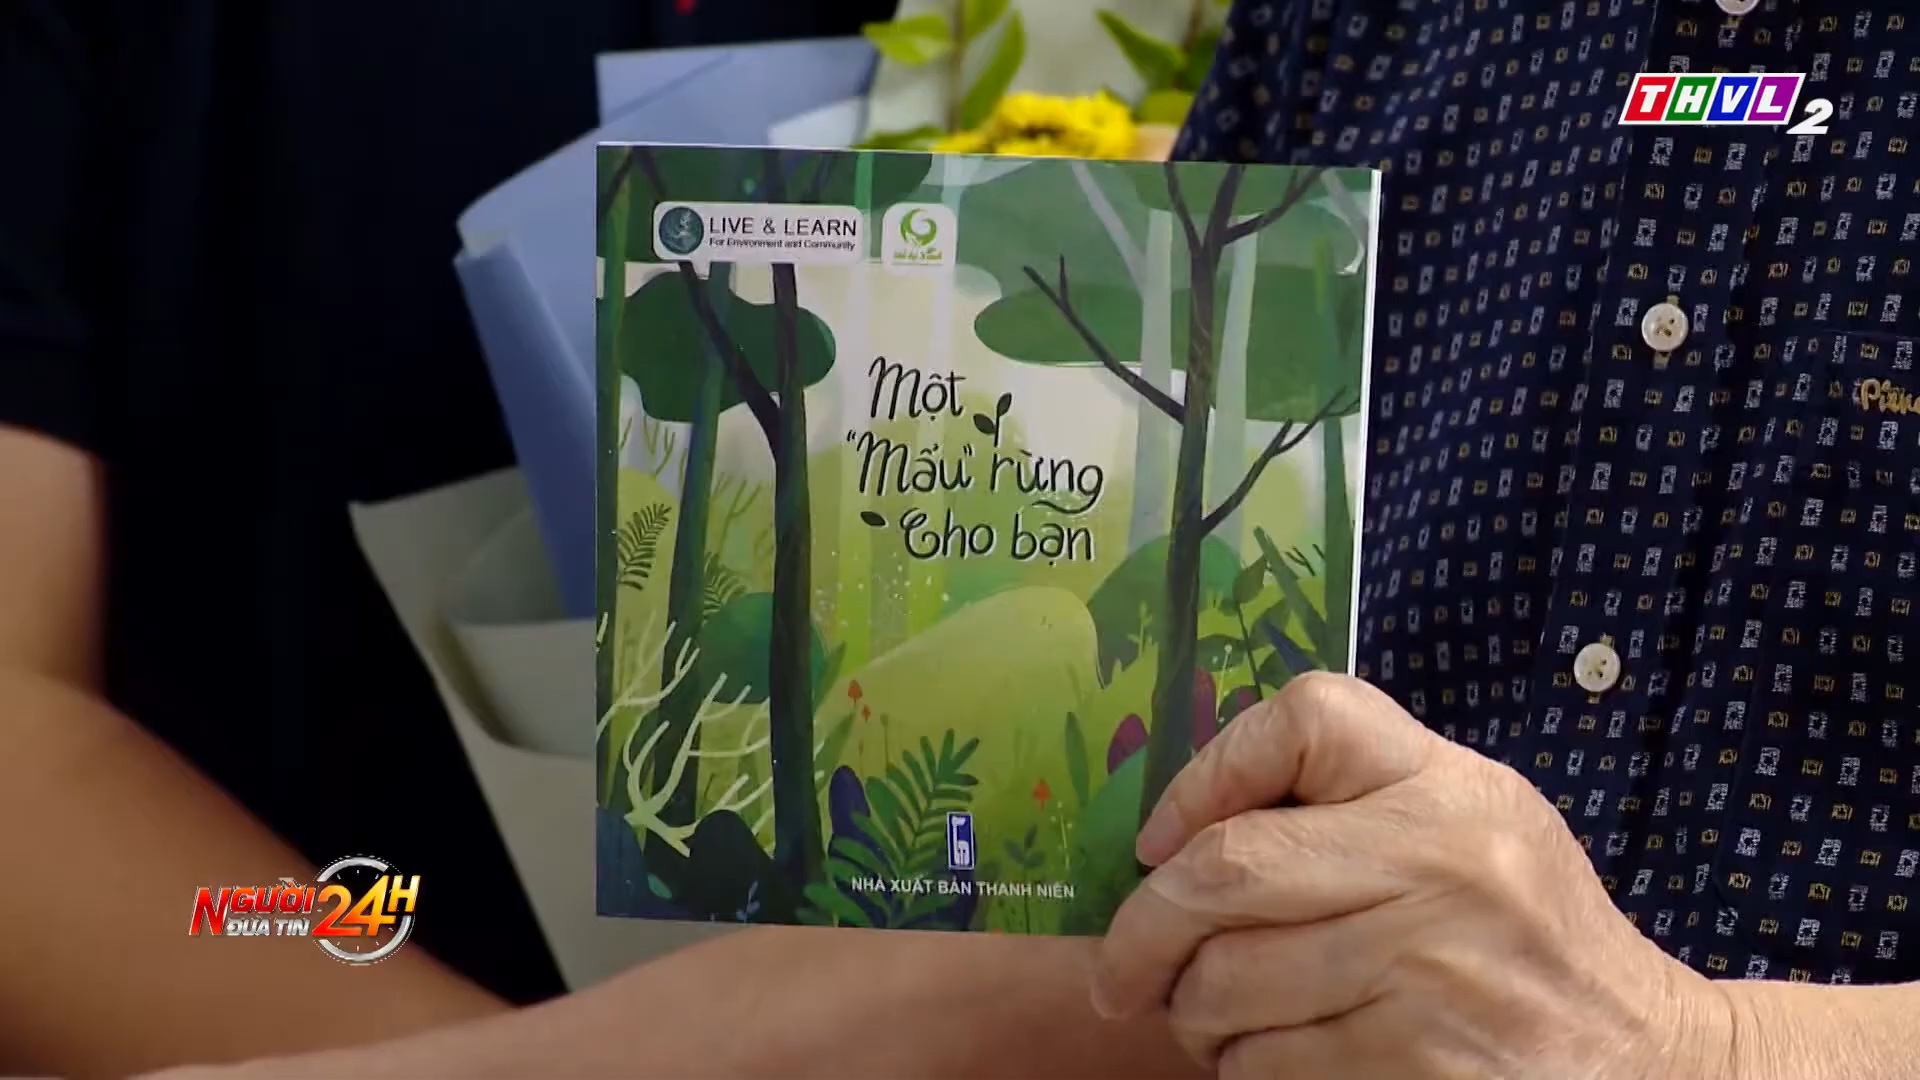 THVL2
LIVE & LEARN
For Environment and Community
Một
"Mẩu" rừng
Cho bạn
NHÀ XUẤT BẢN THANH NIÊN
NGƯỜI
ĐƯA TIN
24H